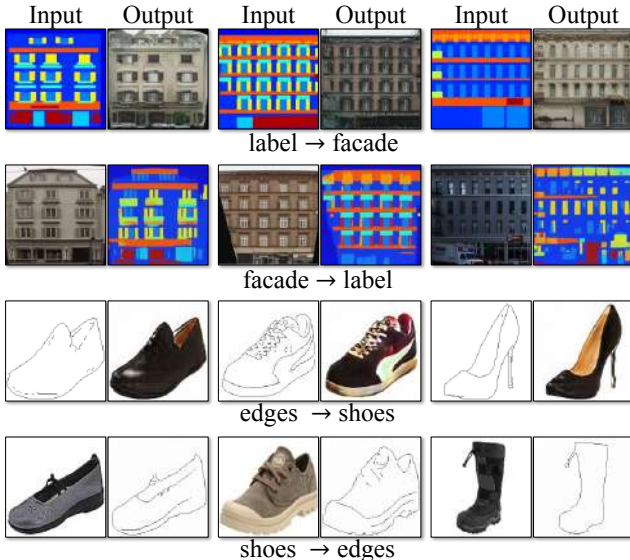 Input Output Input Output Input Output
label → facade
facade → label
edges → shoes
shoes → edges